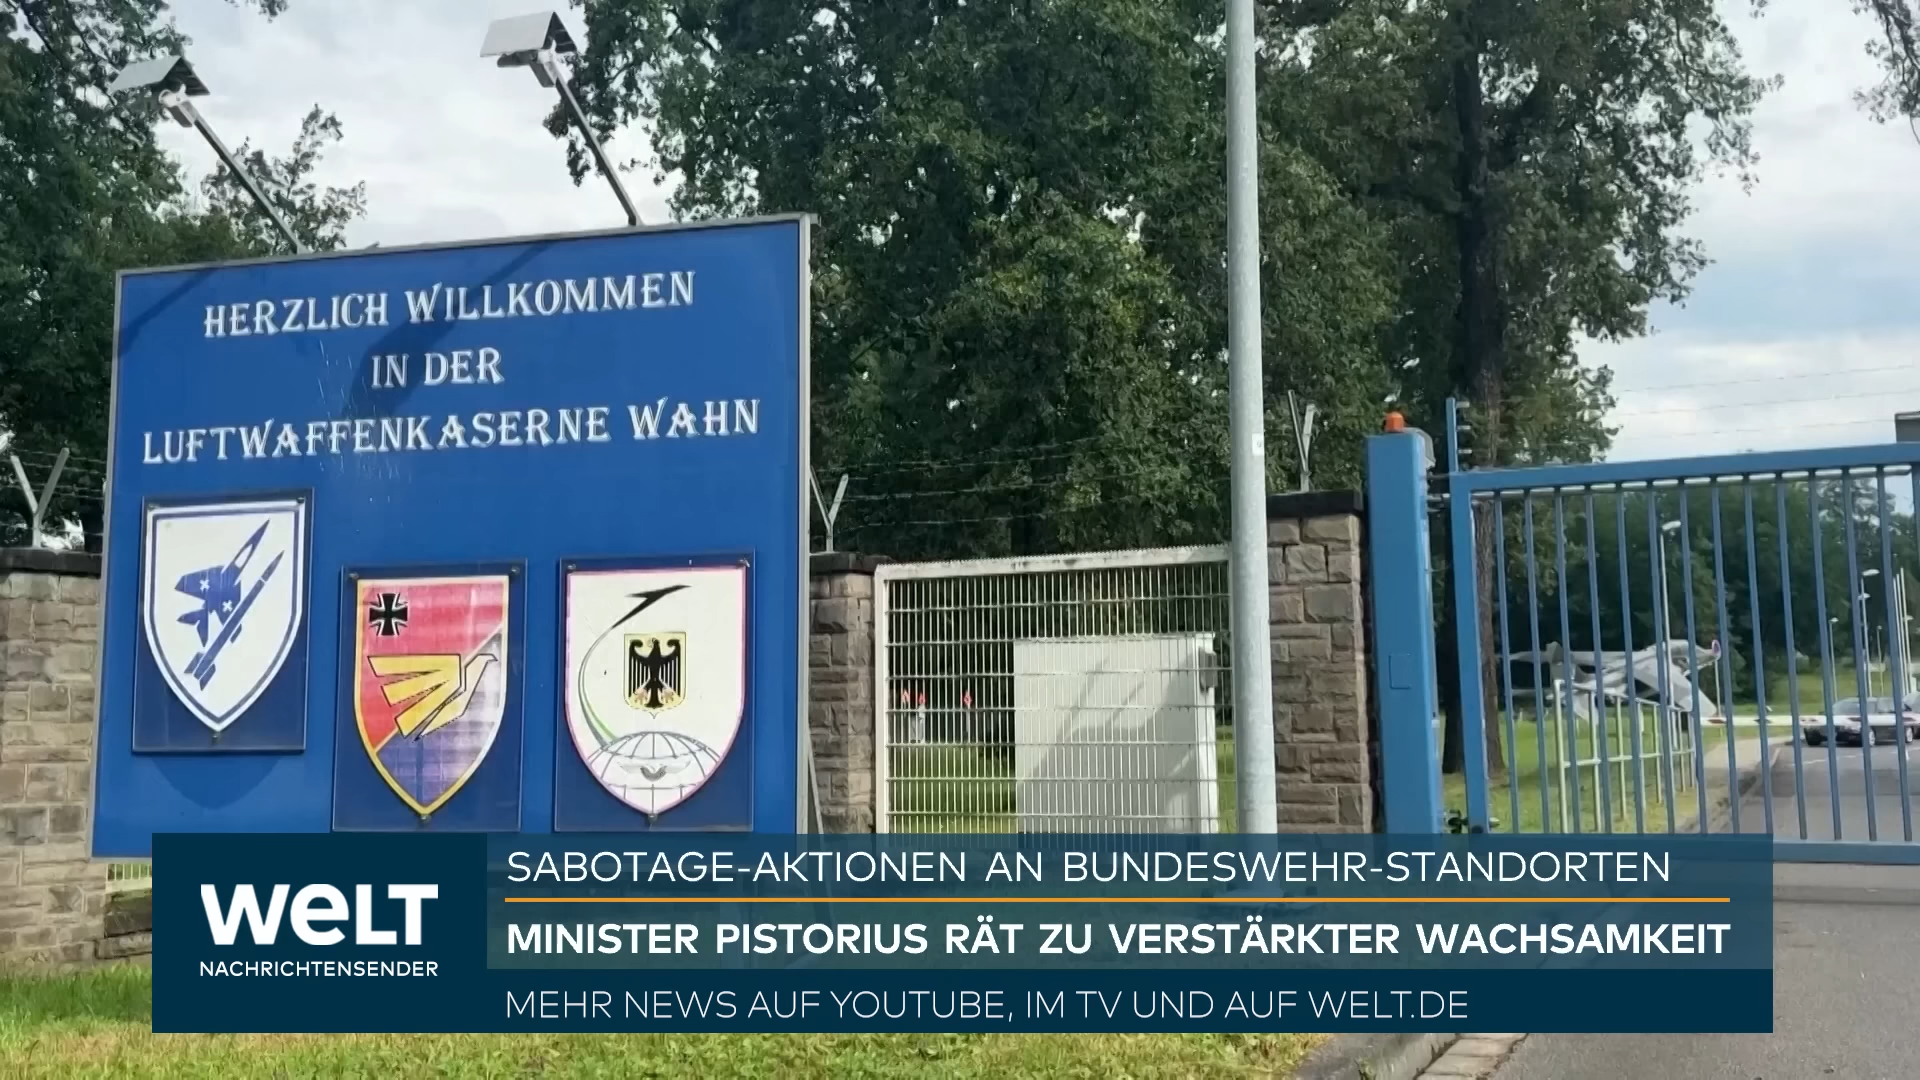 HERZLICH WILLKOMMEN
IN DER
LUFTWAFFENKASERNE WAHN
welt
NACHRICHTENSENDER
SABOTAGE-AKTIONEN AN BUNDESWEHR-STANDORTEN
MINISTER PISTORIUS RÄT ZU VERSTÄRKTER WACHSAMKEIT
MEHR NEWS AUF YOUTUBE, IM TV UND AUF WELT.DE